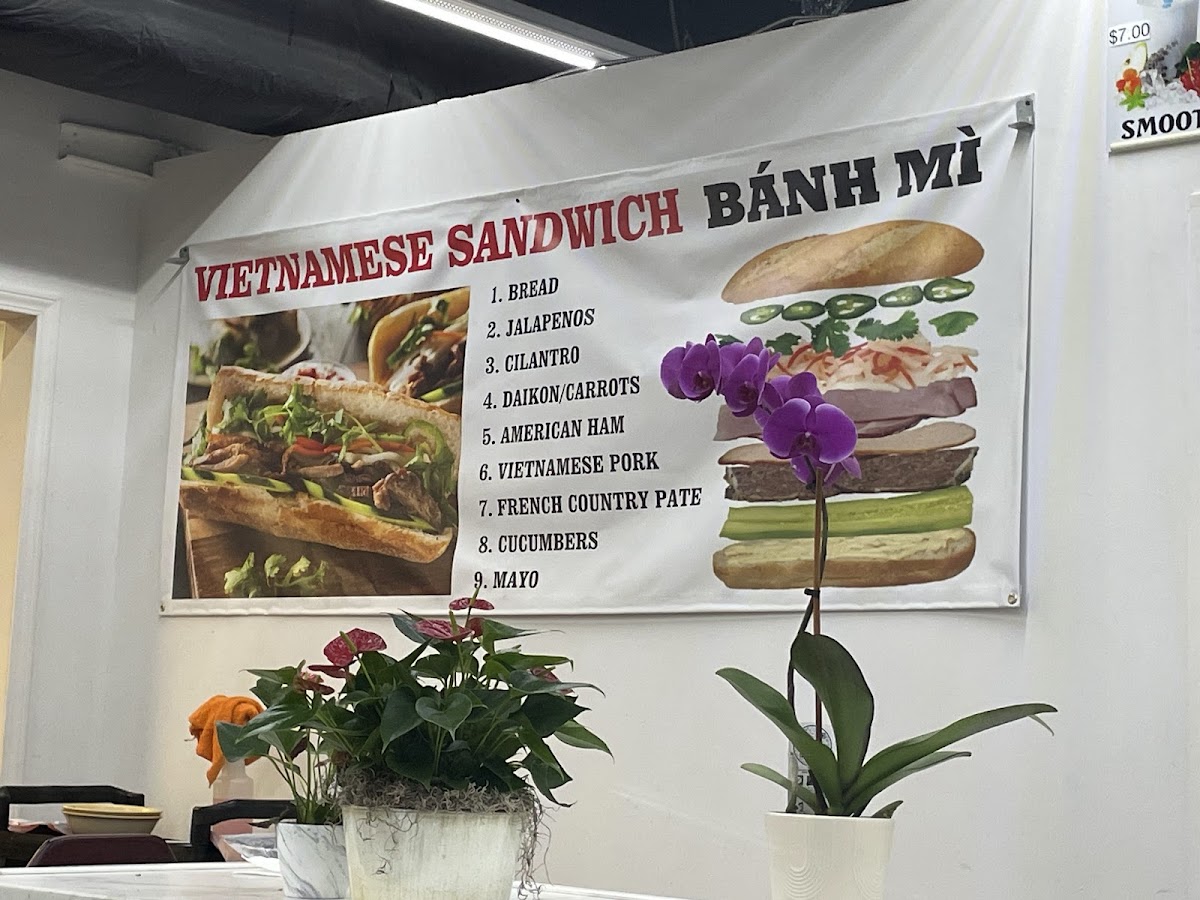 VIETNAMESE SANDWICH BÁNH MÌ
1. BREAD
2. JALAPENOS
3. CILANTRO
4. DAIKON/CARROTS
5. AMERICAN HAM
6. VIETNAMESE PORK
7. FRENCH COUNTRY PATE
8. CUCUMBERS
9. MAYO
$7.00
SMOOT